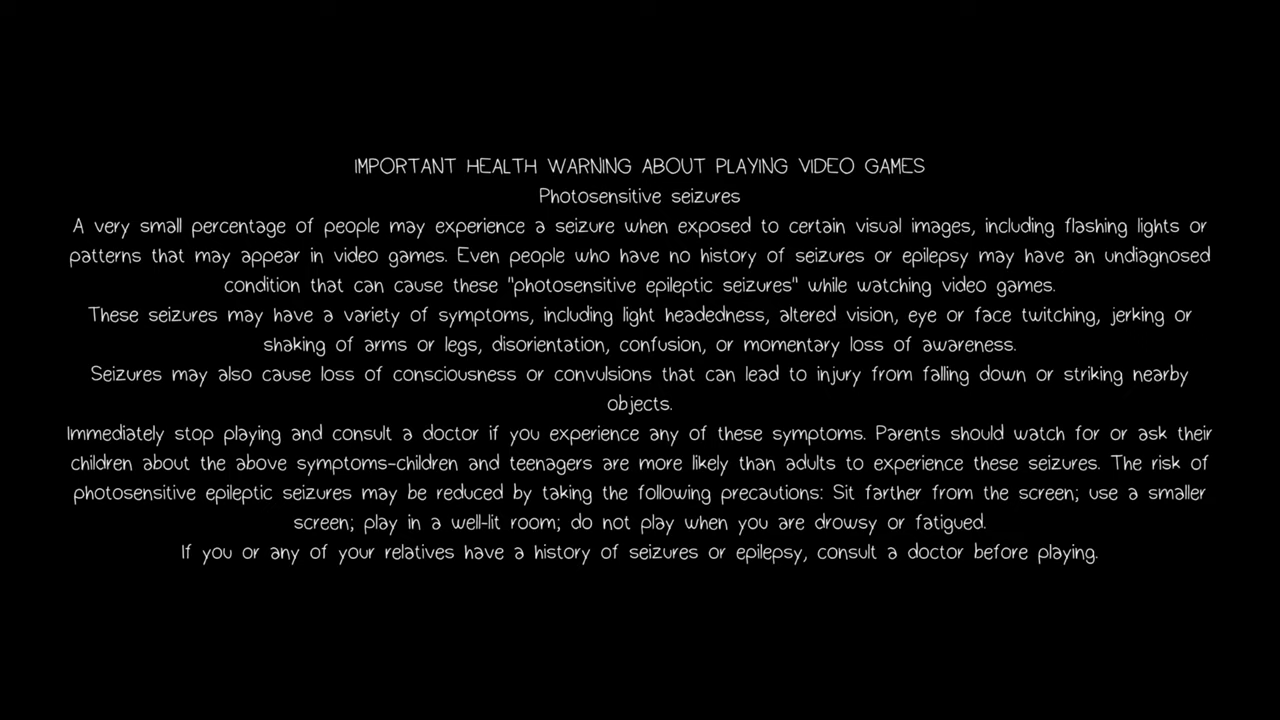 IMPORTANT HEALTH WARNING ABOUT PLAYING VIDEO GAMES
Photosensitive seizures
A very small percentage of people may experience a seizure when exposed to certain visual images, including flashing lights or
patterns that may appear in video games. Even people who have no history of seizures or epilepsy may have an undiagnosed
condition that can cause these "photosensitive epileptic seizures" while watching video games.
These seizures may have a variety of symptoms, including light headedness, altered vision, eye or face twitching, jerking or
shaking of arms or legs, disorientation, confusion, or momentary loss of awareness.
Seizures may also cause loss of consciousness or convulsions that can lead to injury from falling down or striking nearby
objects.
Immediately stop playing and consult a doctor if you experience any of these symptoms. Parents should watch for or ask their
children about the above symptoms-children and teenagers are more likely than adults to experience these seizures. The risk of
photosensitive epileptic seizures may be reduced by taking the following precautions: Sit farther from the screen; use a smaller
screen; play in a well-lit room; do not play when you are drowsy or fatigued.
If you or any of your relatives have a history of seizures or epilepsy, consult a doctor before playing.